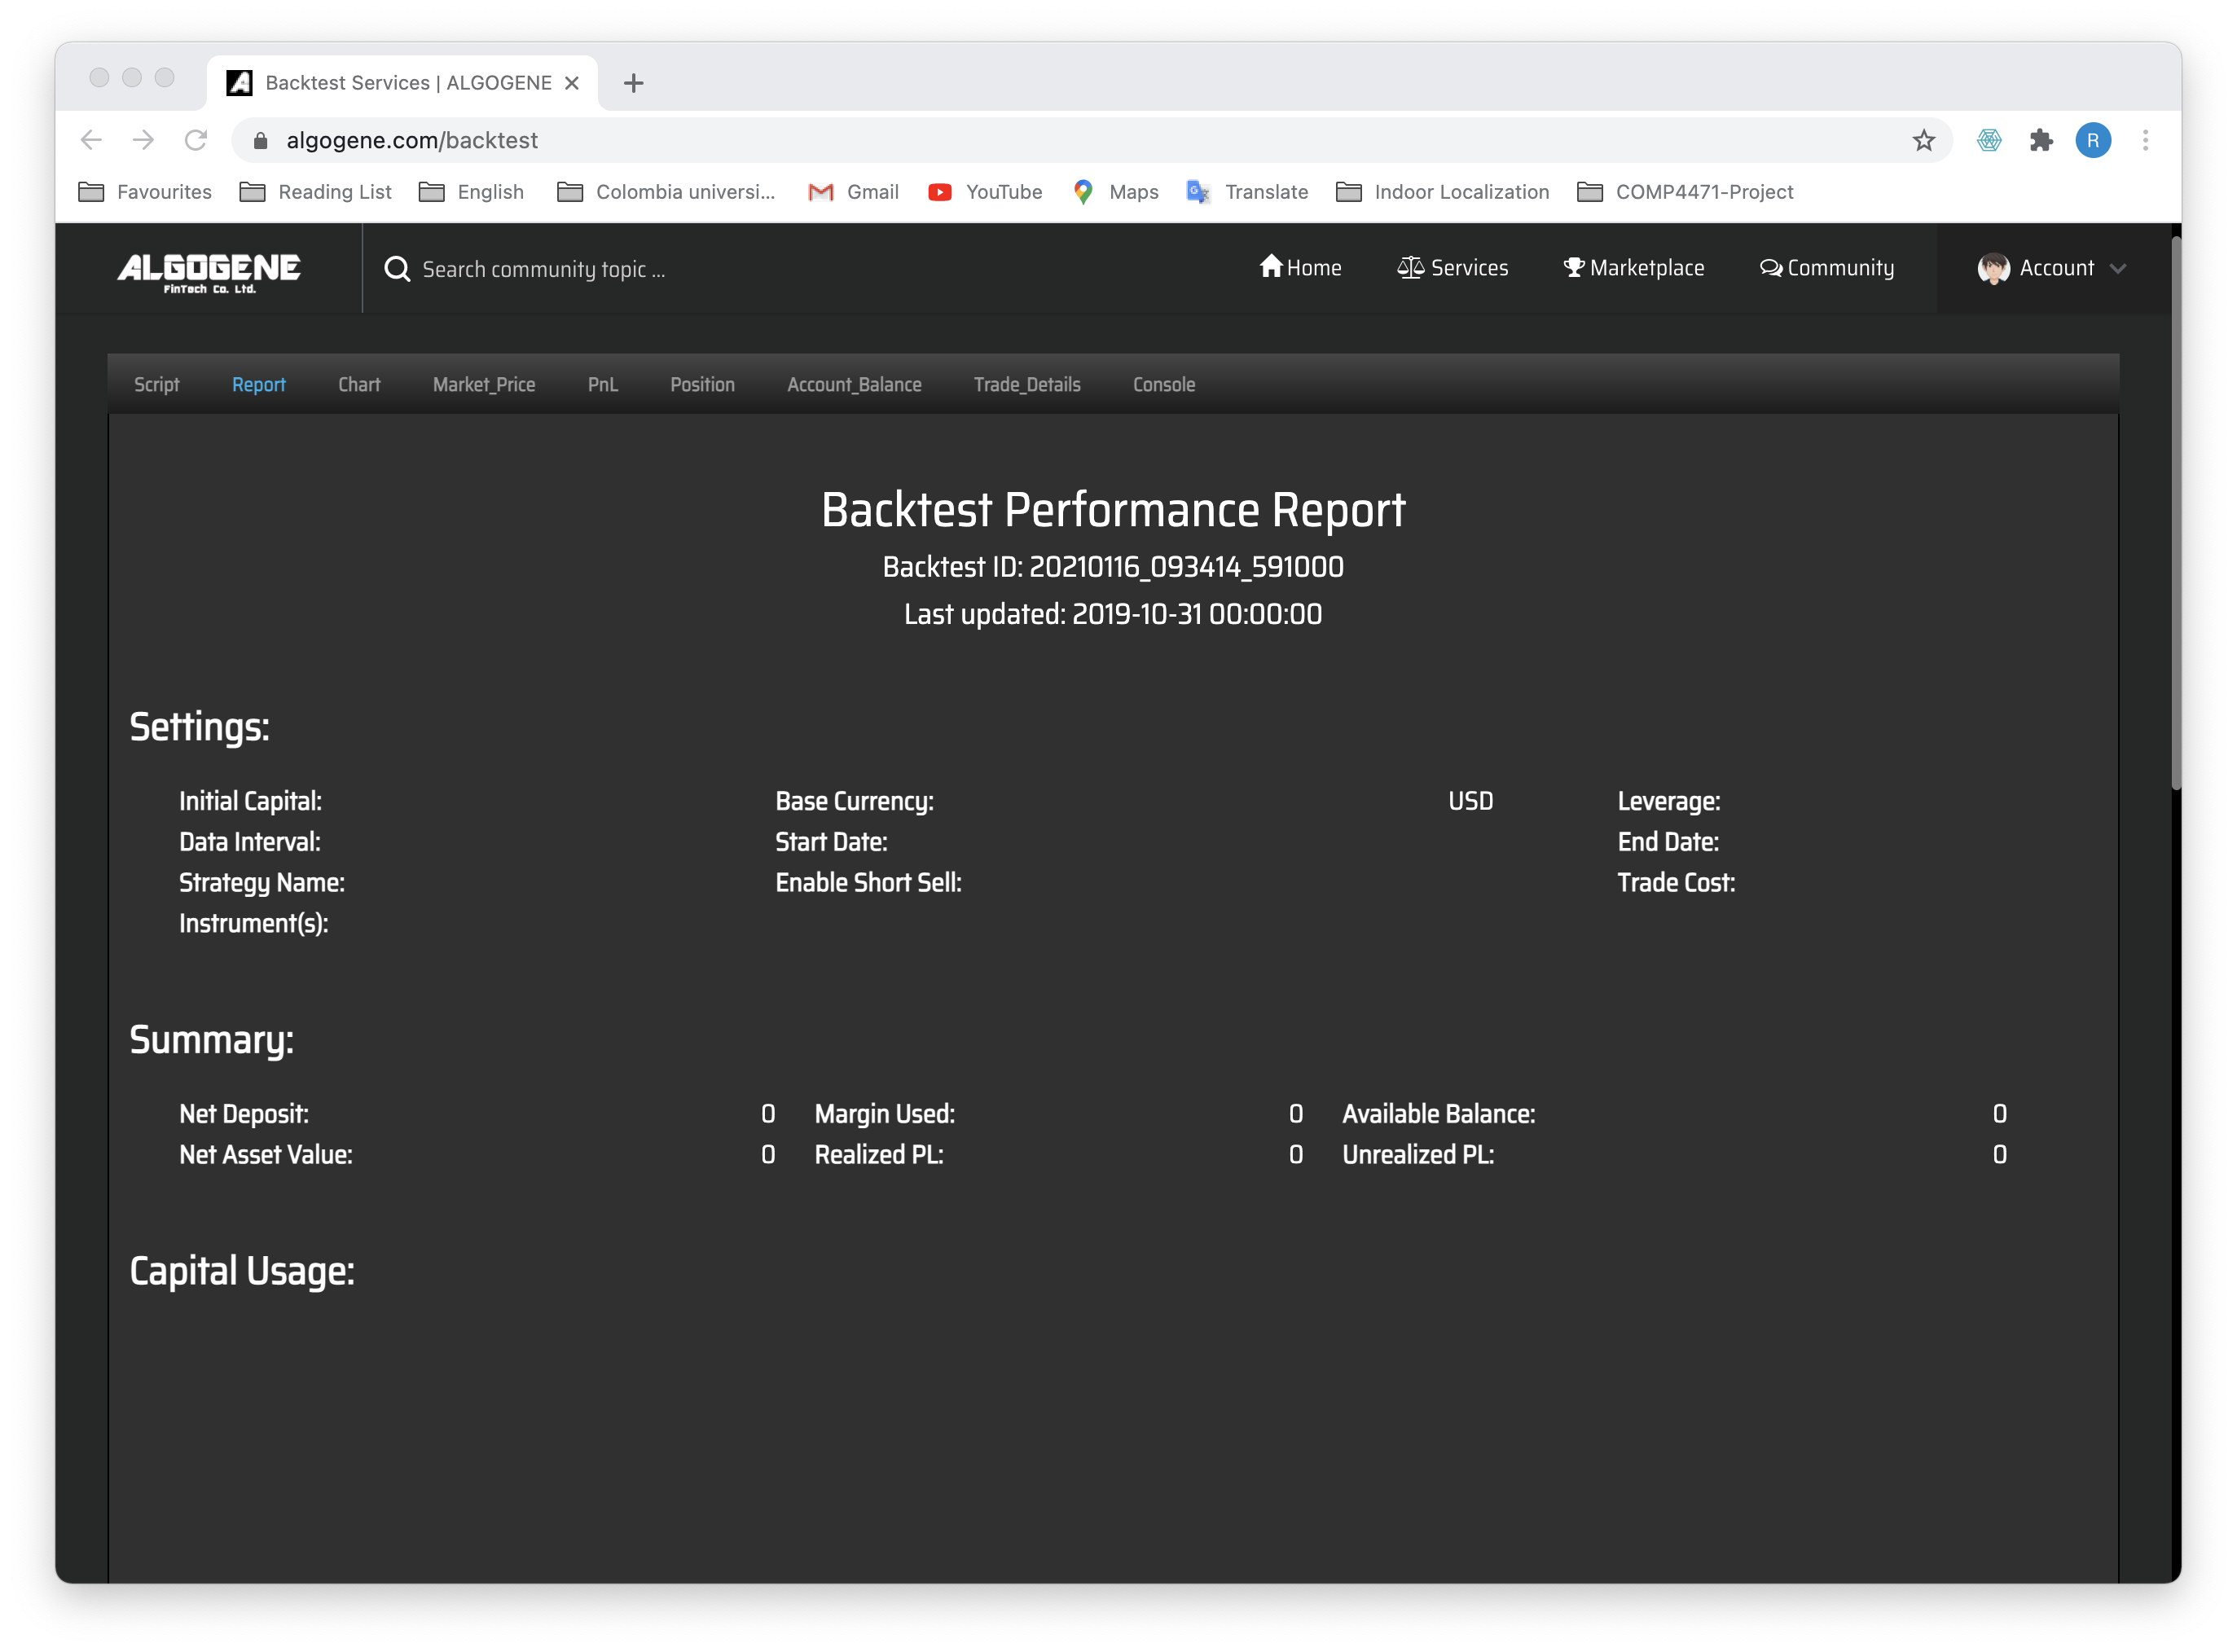 Backtest Services | ALGOGENE
algogene.com/backtest
R
Favourites Reading List English Colombia universi... Gmail YouTube Maps Translate Indoor Localization COMP4471-Project
ALGOGENE
FinTech Co. Ltd.
Search community topic ...
Home Services Marketplace Community Account
Script Report Chart Market_Price PnL Position Account_Balance Trade_Details Console
Backtest Performance Report
Backtest ID: 20210116_093414_591000
Last updated: 2019-10-31 00:00:00
Settings:
Initial Capital: Base Currency: USD Leverage:
Data Interval: Start Date: End Date:
Strategy Name: Enable Short Sell: Trade Cost:
Instrument(s):
Summary:
Net Deposit: 0 Margin Used: 0 Available Balance: 0
Net Asset Value: 0 Realized PL: 0 Unrealized PL: 0
Capital Usage: